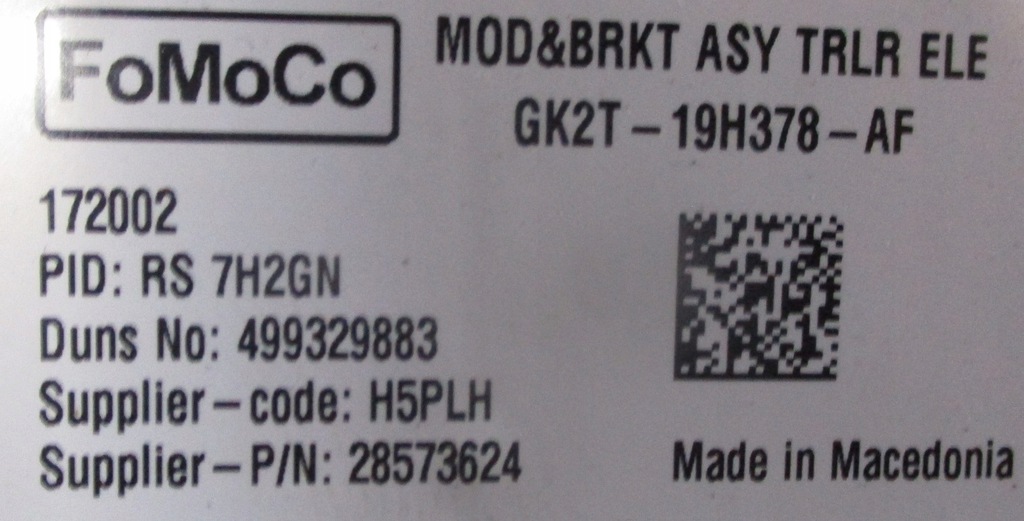 FoMoCo
MOD&BRKT ASY TRLR ELE
GK2T-19H378-AF
172002
PID: RS 7H2GN
Duns No: 499329883
Supplier-code: H5PLH
Supplier-P/N: 28573624
Made in Macedonia